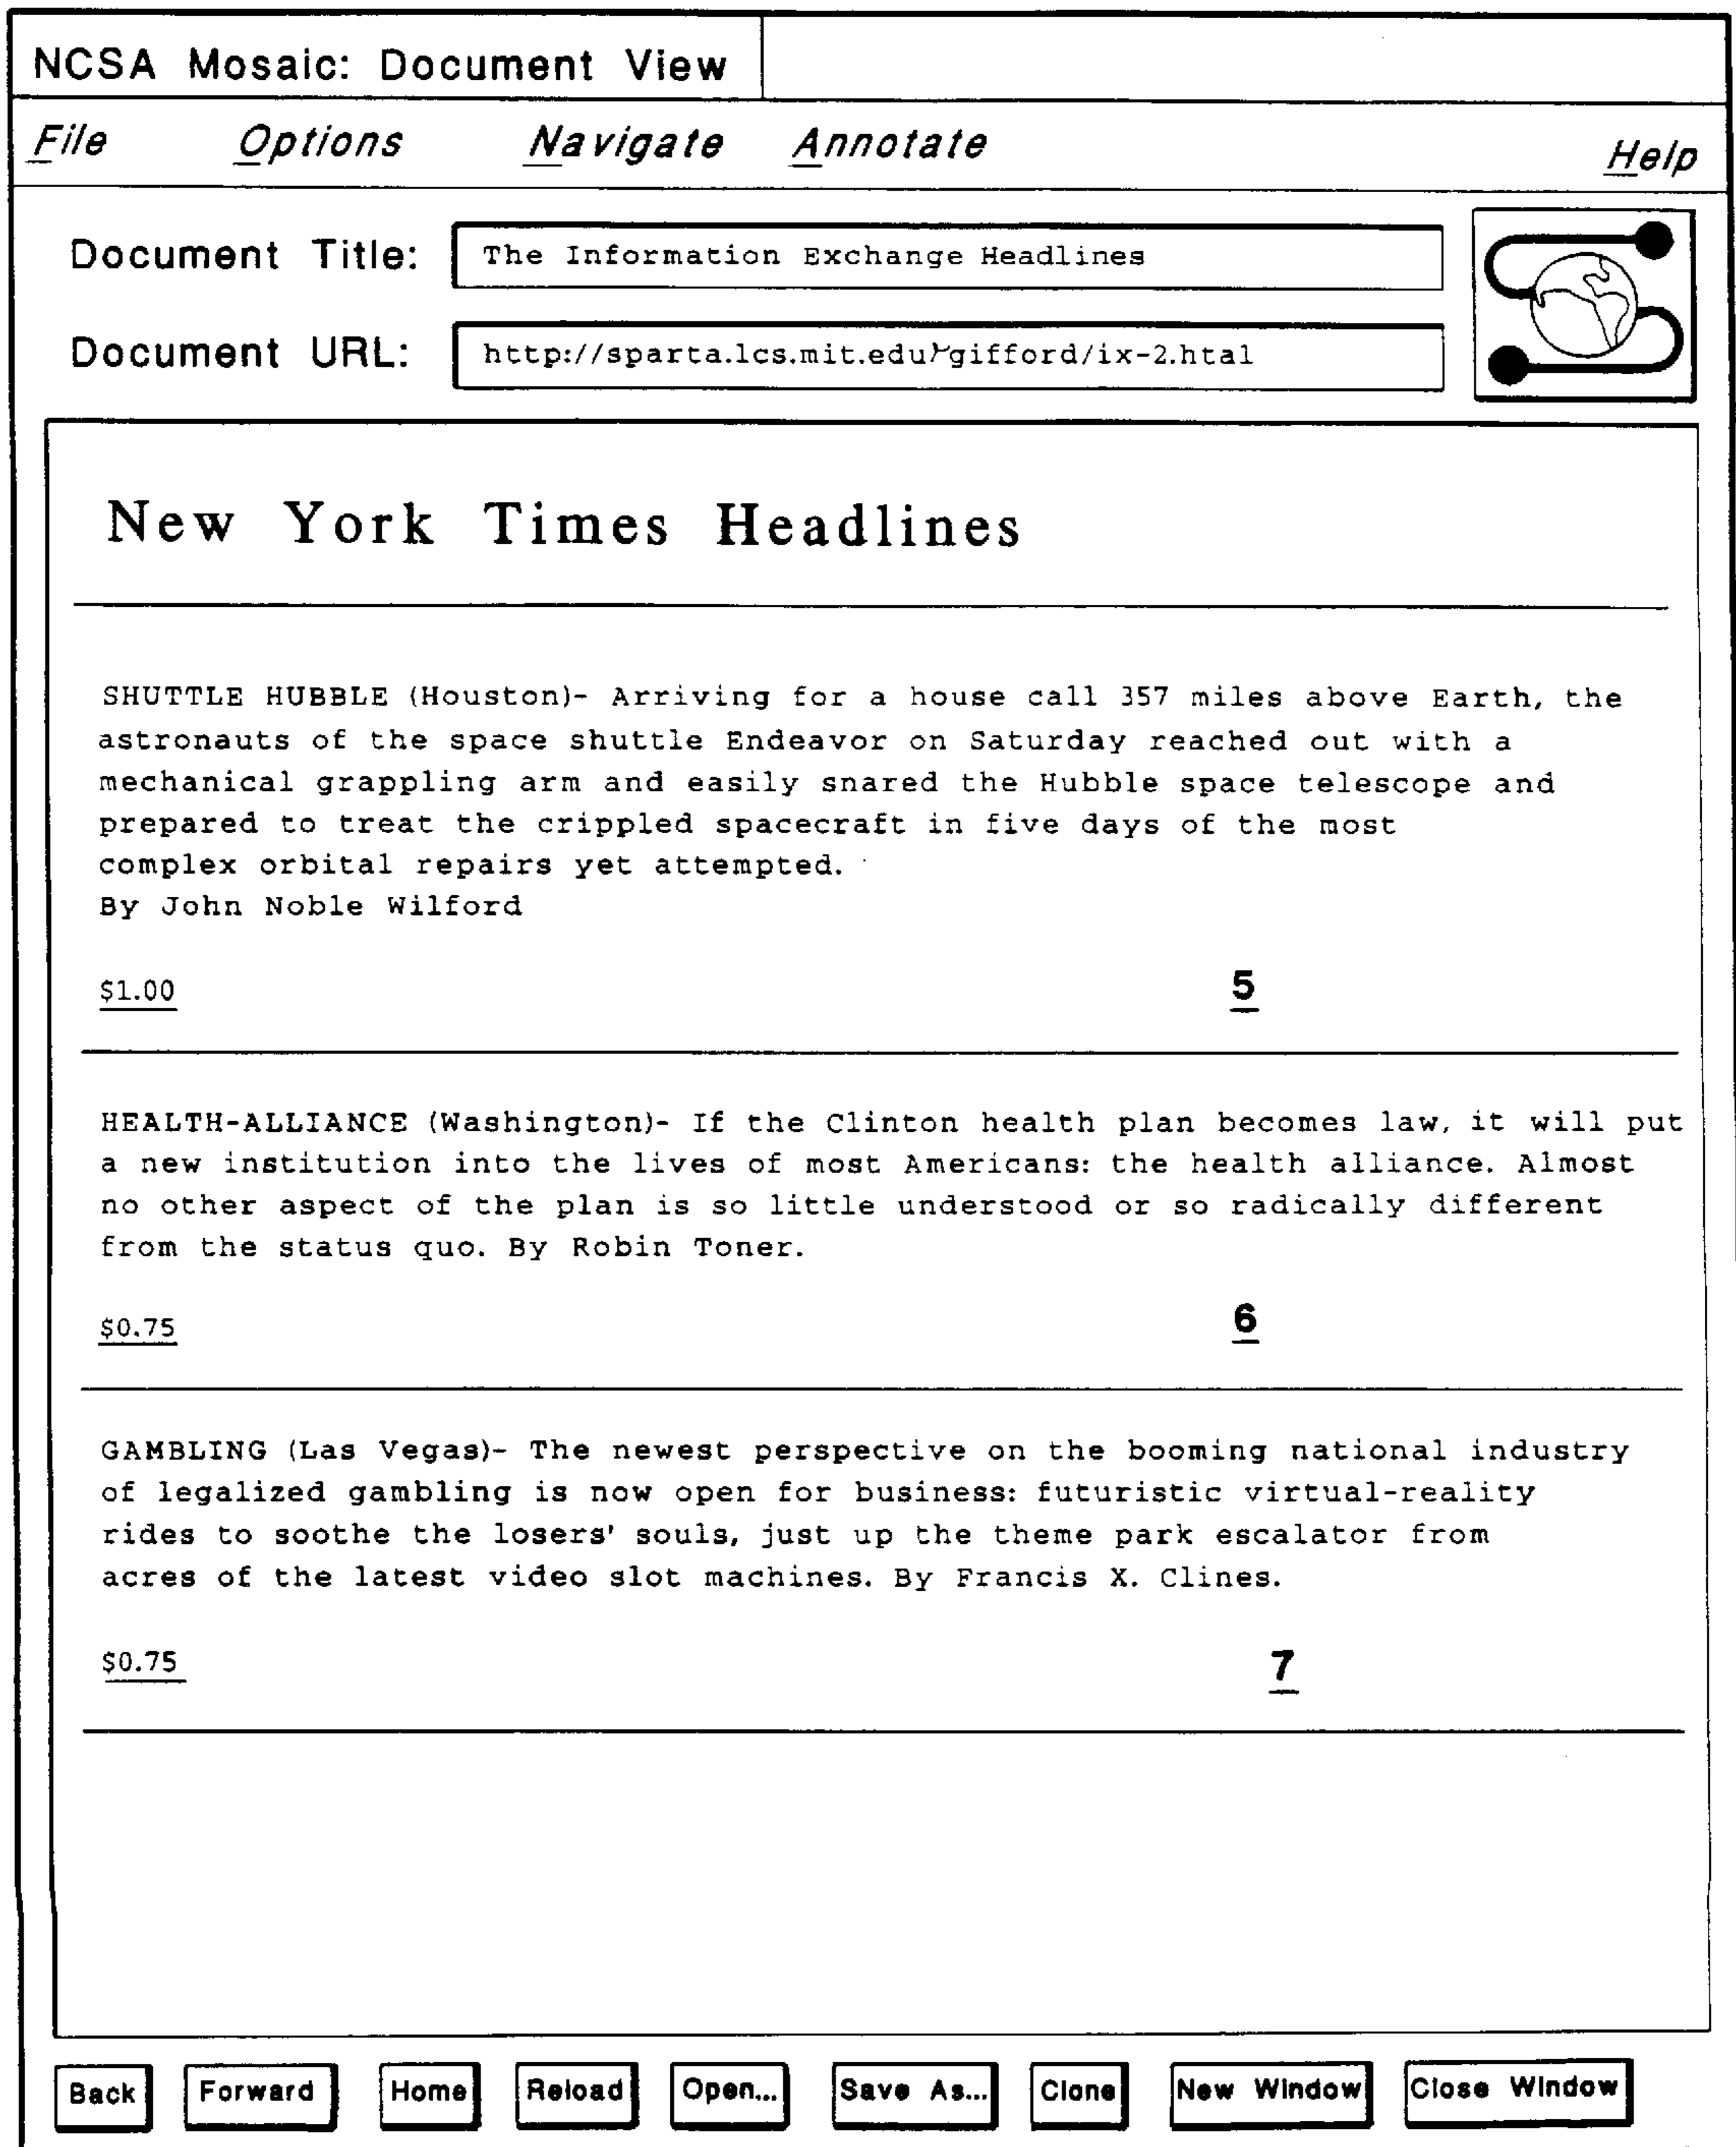 NCSA Mosaic: Document View
File Options Navigate Annotate Help
Document Title: The Information Exchange Headlines
Document URL: http://sparta.lcs.mit.edu/~gifford/ix-2.htal
New York Times Headlines
SHUTTLE HUBBLE (Houston)- Arriving for a house call 357 miles above Earth, the
astronauts of the space shuttle Endeavor on Saturday reached out with a
mechanical grappling arm and easily snared the Hubble space telescope and
prepared to treat the crippled spacecraft in five days of the most
complex orbital repairs yet attempted.
By John Noble Wilford
$1.00 5
HEALTH-ALLIANCE (Washington)- If the Clinton health plan becomes law, it will put
a new institution into the lives of most Americans: the health alliance. Almost
no other aspect of the plan is so little understood or so radically different
from the status quo. By Robin Toner.
$0.75 6
GAMBLING (Las Vegas)- The newest perspective on the booming national industry
of legalized gambling is now open for business: futuristic virtual-reality
rides to soothe the losers' souls, just up the theme park escalator from
acres of the latest video slot machines. By Francis X. Clines.
$0.75 7
Back Forward Home Reload Open... Save As... Clone New Window Close Window